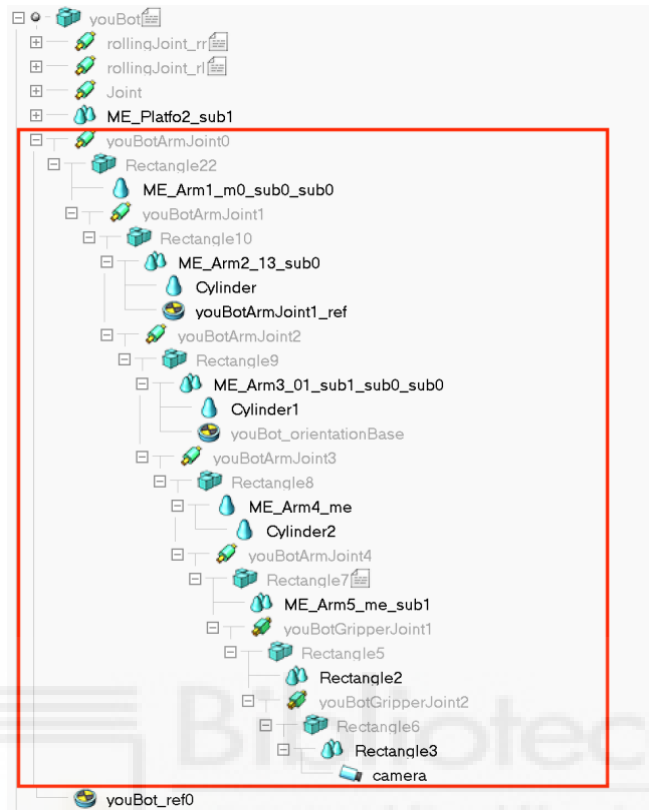 youBot
rollingJoint_rr
rollingJoint_rl
Joint
ME_Platfo2_sub1
youBotArmJoint0
Rectangle22
ME_Arm1_m0_sub0_sub0
youBotArmJoint1
Rectangle10
ME_Arm2_13_sub0
Cylinder
youBotArmJoint1_ref
youBotArmJoint2
Rectangle9
ME_Arm3_01_sub1_sub0_sub0
Cylinder1
youBot_orientationBase
youBotArmJoint3
Rectangle8
ME_Arm4_me
Cylinder2
youBotArmJoint4
Rectangle7
ME_Arm5_me_sub1
youBotGripperJoint1
Rectangle5
Rectangle2
youBotGripperJoint2
Rectangle6
Rectangle3
camera
youBot_ref0